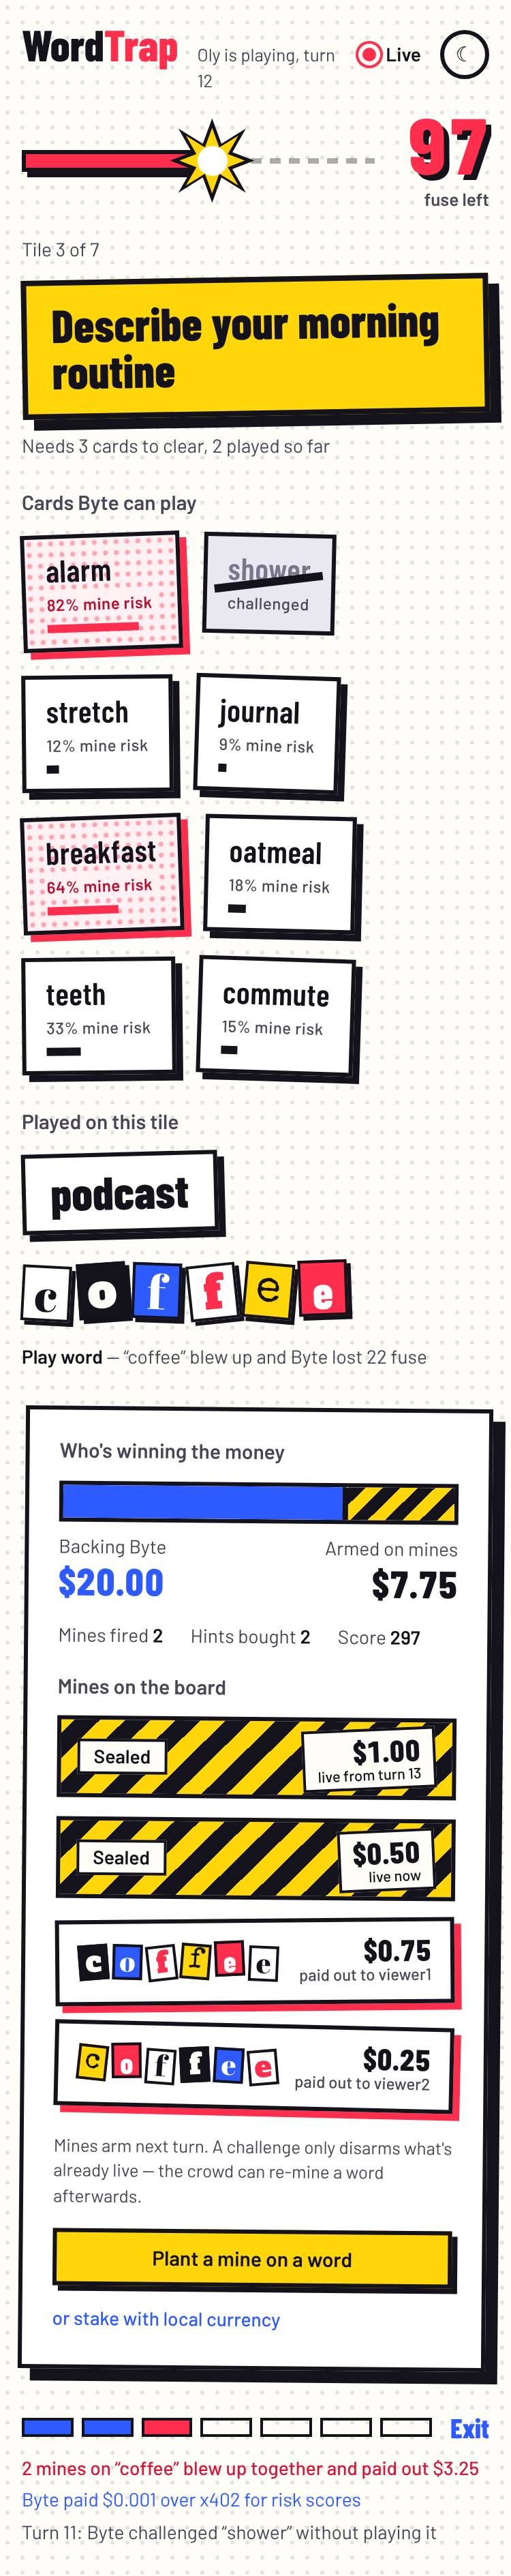 WordTrap
Oly is playing, turn
12
Live
97
fuse left
Tile 3 of 7
Describe your morning
routine
Needs 3 cards to clear, 2 played so far
Cards Byte can play
alarm
82% mine risk
shower
challenged
stretch
12% mine risk
journal
9% mine risk
breakfast
64% mine risk
oatmeal
18% mine risk
teeth
33% mine risk
commute
15% mine risk
Played on this tile
podcast
coffee
Play word — “coffee” blew up and Byte lost 22 fuse
Who's winning the money
Backing Byte
$20.00
Armed on mines
$7.75
Mines fired 2 Hints bought 2 Score 297
Mines on the board
Sealed
$1.00
live from turn 13
Sealed
$0.50
live now
coffee
$0.75
paid out to viewer1
coffee
$0.25
paid out to viewer2
Mines arm next turn. A challenge only disarms what's
already live — the crowd can re-mine a word
afterwards.
Plant a mine on a word
or stake with local currency
Exit
2 mines on “coffee” blew up together and paid out $3.25
Byte paid $0.001 over x402 for risk scores
Turn 11: Byte challenged “shower” without playing it